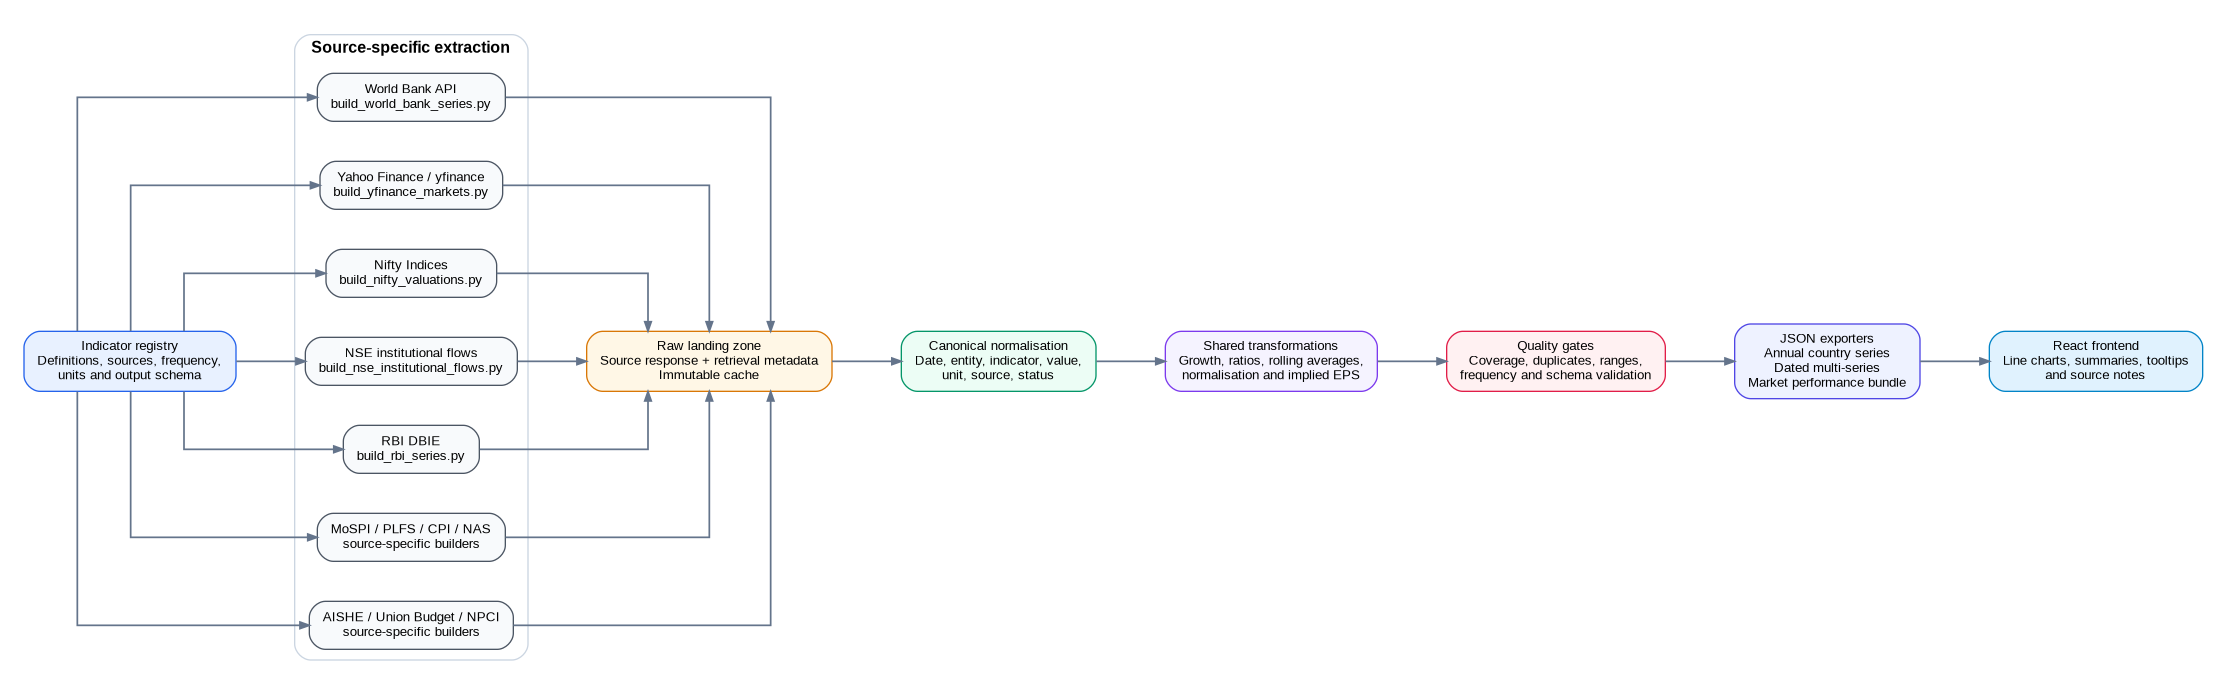 Source-specific extraction
World Bank API
build_world_bank_series.py
Yahoo Finance / yfinance
build_yfinance_markets.py
Nifty Indices
build_nifty_valuations.py
NSE institutional flows
build_nse_institutional_flows.py
RBI DBIE
build_rbi_series.py
MoSPI / PLFS / CPI / NAS
source-specific builders
AISHE / Union Budget / NPCI
source-specific builders
Indicator registry
Definitions, sources, frequency,
units and output schema
Raw landing zone
Source response + retrieval metadata
Immutable cache
Canonical normalisation
Date, entity, indicator, value,
unit, source, status
Shared transformations
Growth, ratios, rolling averages,
normalisation and implied EPS
Quality gates
Coverage, duplicates, ranges,
frequency and schema validation
JSON exporters
Annual country series
Dated multi-series
Market performance bundle
React frontend
Line charts, summaries, tooltips
and source notes